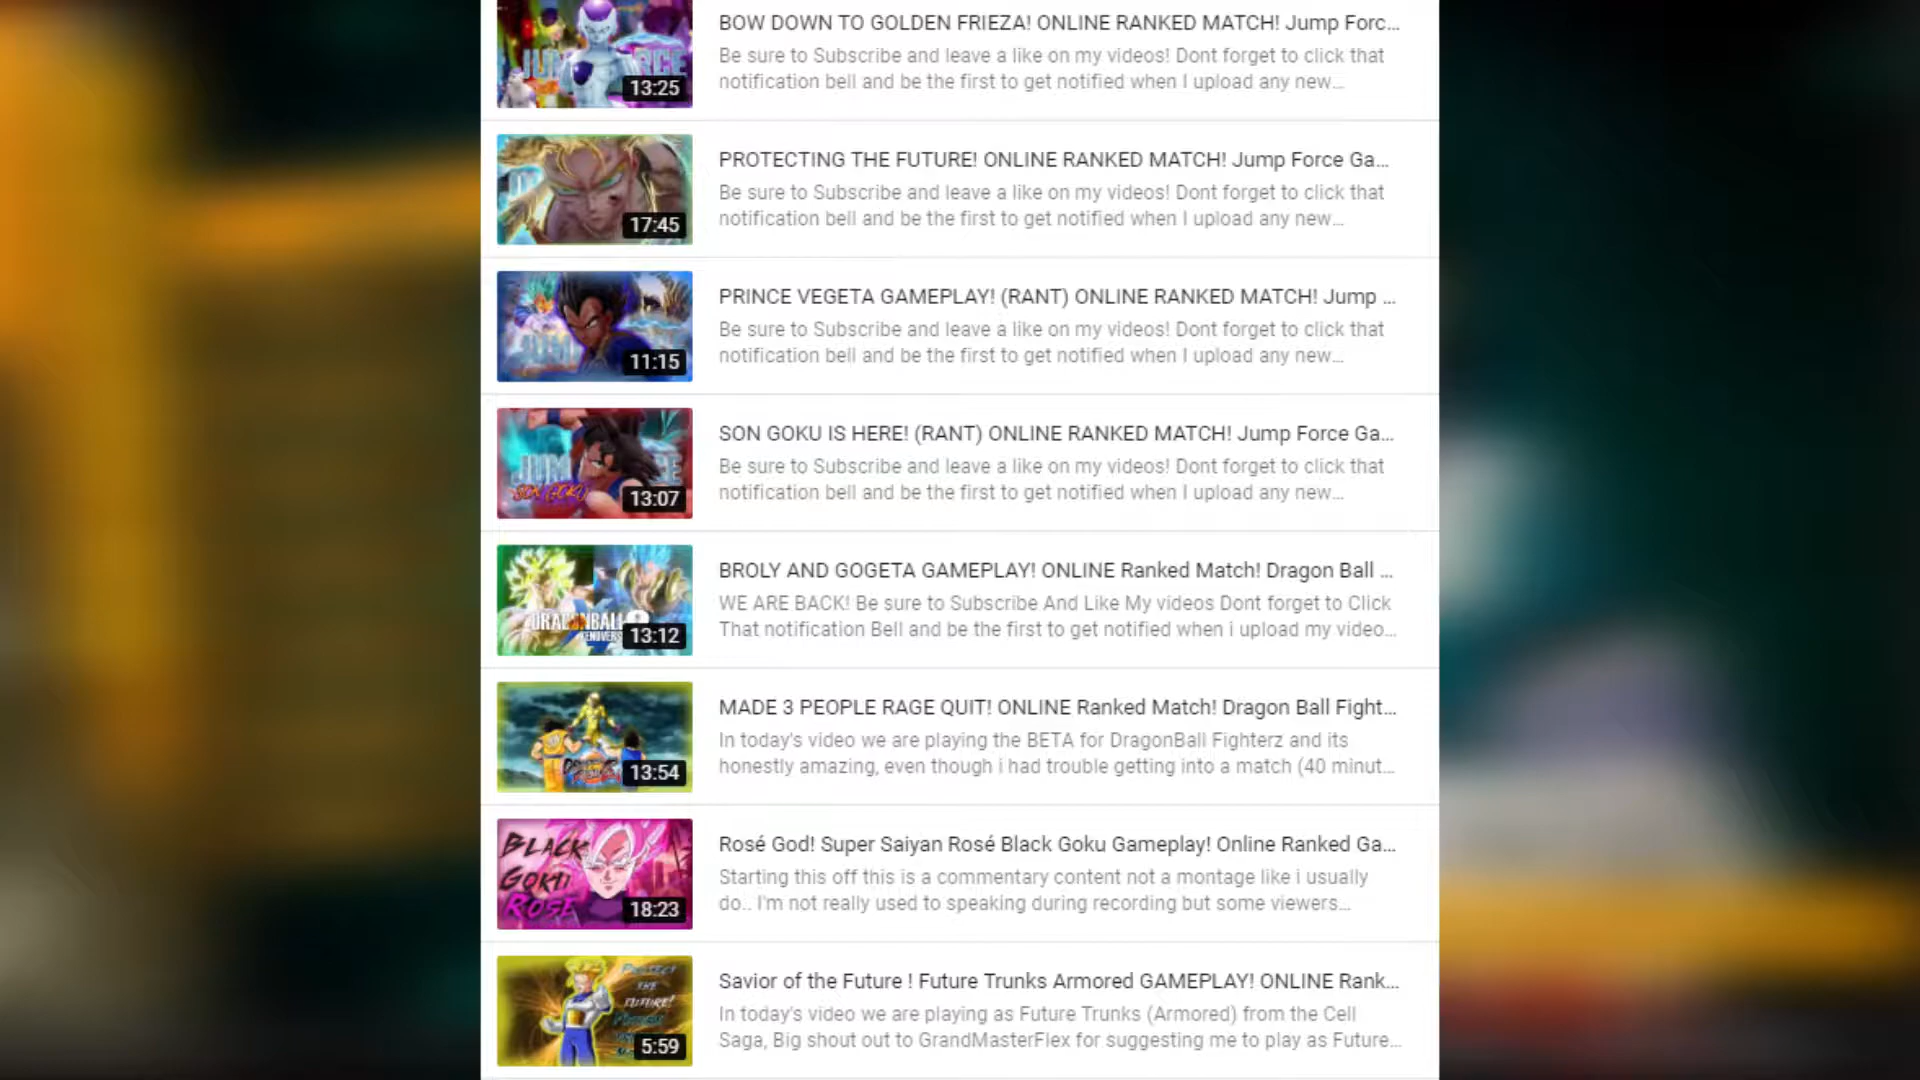 BOW DOWN TO GOLDEN FRIEZA! ONLINE RANKED MATCH! Jump Forc...
Be sure to Subscribe and leave a like on my videos! Dont forget to click that
notification bell and be the first to get notified when I upload any new...
13:25
PROTECTING THE FUTURE! ONLINE RANKED MATCH! Jump Force Ga...
Be sure to Subscribe and leave a like on my videos! Dont forget to click that
notification bell and be the first to get notified when I upload any new...
17:45
PRINCE VEGETA GAMEPLAY! (RANT) ONLINE RANKED MATCH! Jump ...
Be sure to Subscribe and leave a like on my videos! Dont forget to click that
notification bell and be the first to get notified when I upload any new...
11:15
SON GOKU IS HERE! (RANT) ONLINE RANKED MATCH! Jump Force Ga...
Be sure to Subscribe and leave a like on my videos! Dont forget to click that
notification bell and be the first to get notified when I upload any new...
SON GOKU
13:07
BROLY AND GOGETA GAMEPLAY! ONLINE Ranked Match! Dragon Ball ...
WE ARE BACK! Be sure to Subscribe And Like My videos Dont forget to Click
That notification Bell and be the first to get notified when i upload my video...
DRAGONBALL
13:12
MADE 3 PEOPLE RAGE QUIT! ONLINE Ranked Match! Dragon Ball Fight...
In today's video we are playing the BETA for DragonBall Fighterz and its
honestly amazing, even though i had trouble getting into a match (40 minut...
13:54
Rosé God! Super Saiyan Rosé Black Goku Gameplay! Online Ranked Ga...
Starting this off this is a commentary content not a montage like i usually
do.. I'm not really used to speaking during recording but some viewers...
BLACK
GOKU
ROSE
18:23
Savior of the Future ! Future Trunks Armored GAMEPLAY! ONLINE Rank...
In today's video we are playing as Future Trunks (Armored) from the Cell
Saga, Big shout out to GrandMasterFlex for suggesting me to play as Future...
PROTECT
THE
FUTURE!
5:59